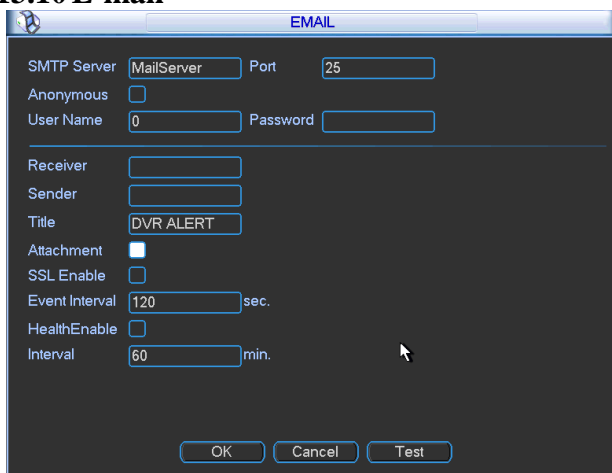 EMAIL
SMTP Server MailServer Port 25
Anonymous
User Name 0 Password
Receiver
Sender
Title DVR ALERT
Attachment
SSL Enable
Event Interval 120 sec.
HealthEnable
Interval 60 min.
OK Cancel Test